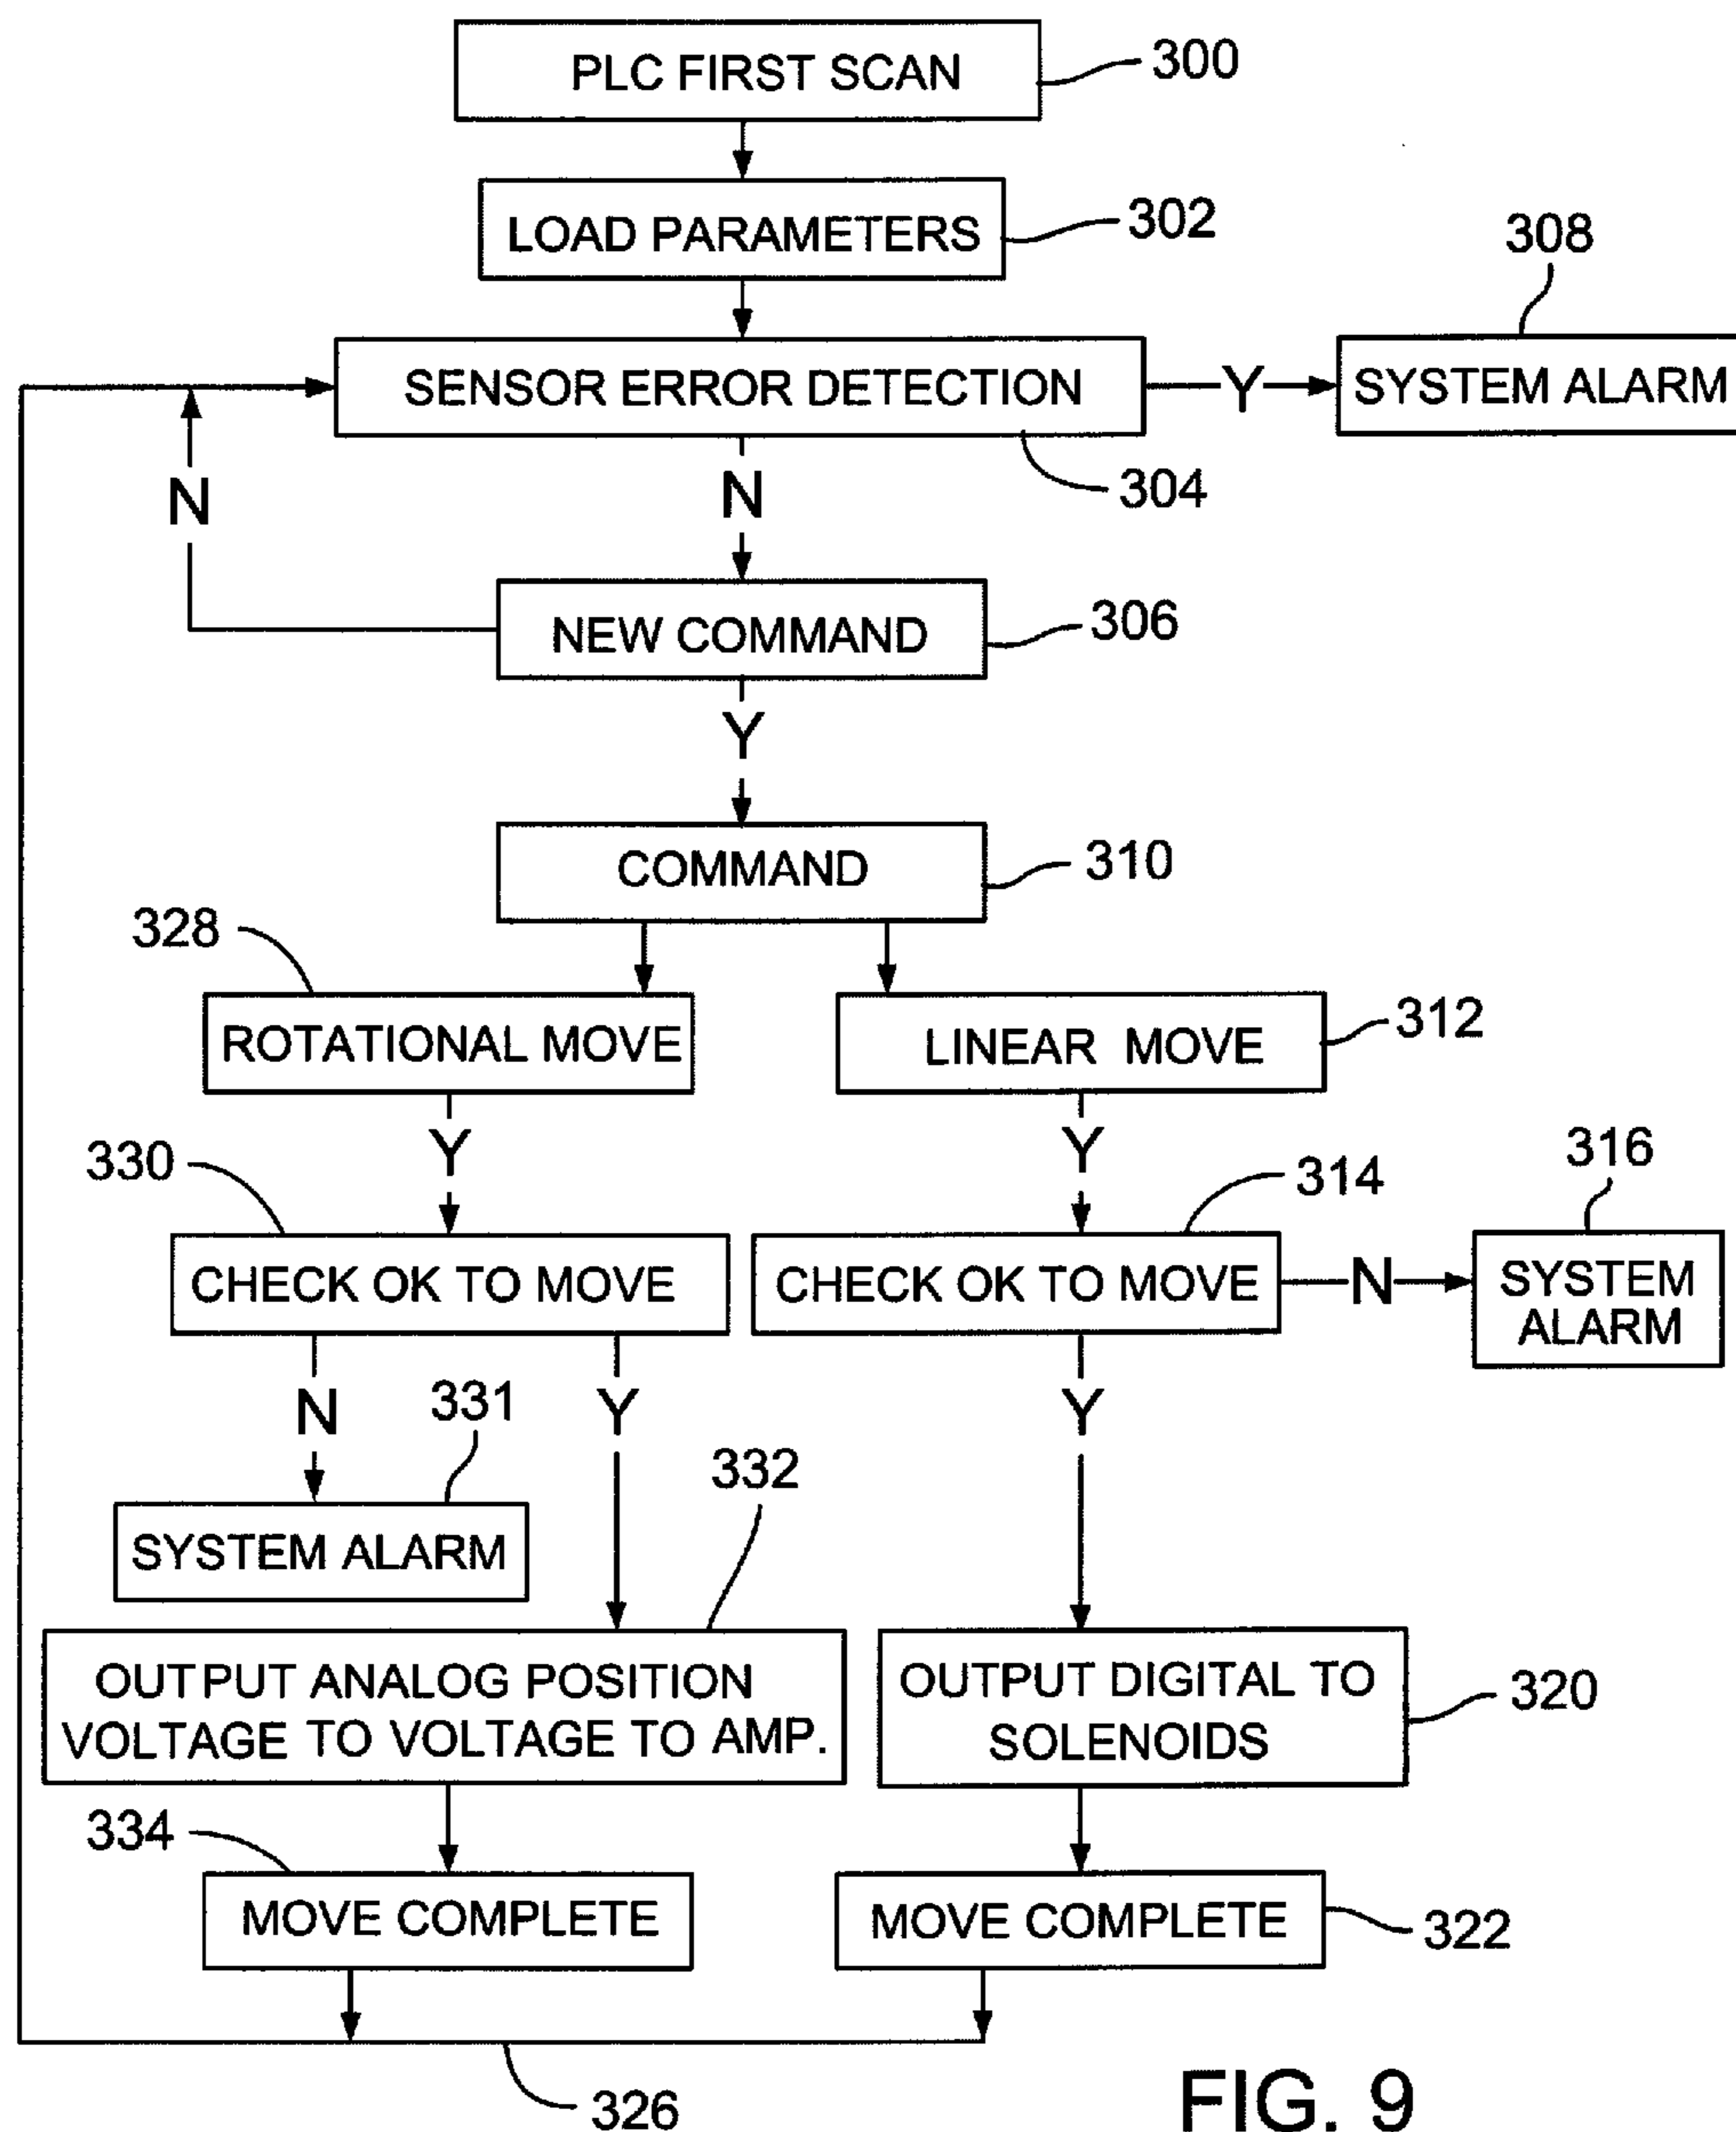 PLC FIRST SCAN
300
LOAD PARAMETERS
302
308
SENSOR ERROR DETECTION
Y
SYSTEM ALARM
304
N
N
NEW COMMAND
306
Y
COMMAND
310
328
ROTATIONAL MOVE
LINEAR MOVE
312
Y
Y
330
314
316
CHECK OK TO MOVE
CHECK OK TO MOVE
N
SYSTEM
ALARM
N
331
Y
Y
332
SYSTEM ALARM
OUTPUT ANALOG POSITION
VOLTAGE TO VOLTAGE TO AMP.
OUTPUT DIGITAL TO
SOLENOIDS
320
334
MOVE COMPLETE
MOVE COMPLETE
322
326
FIG. 9